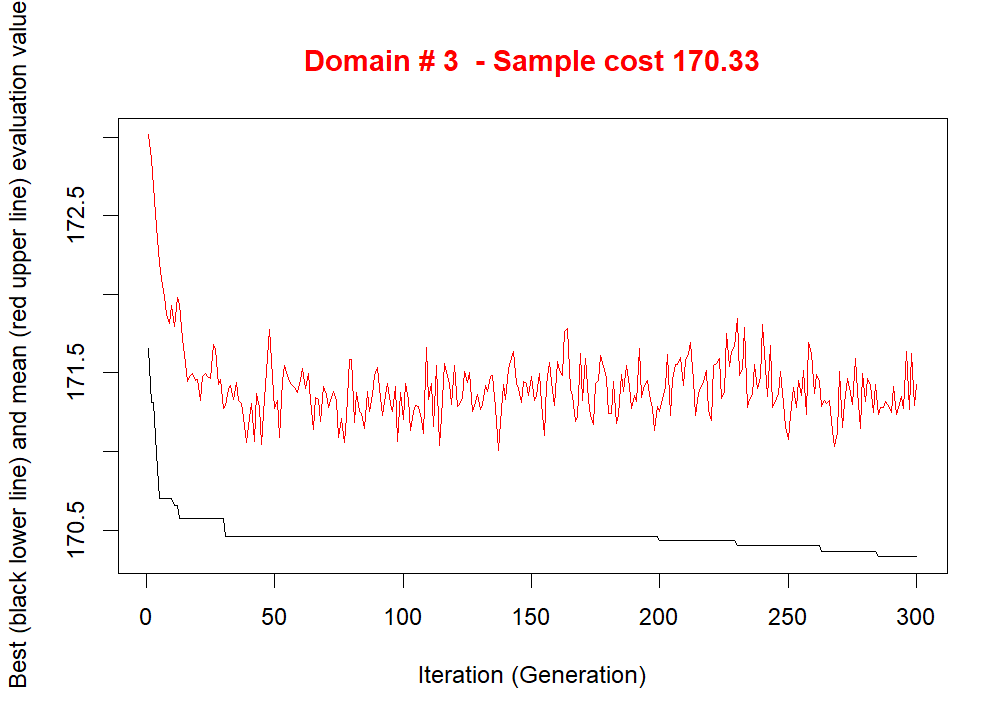 Domain # 3  - Sample cost 170.33
Best (black lower line) and mean (red upper line) evaluation value
172.5
171.5
170.5
0 50 100 150 200 250 300
Iteration (Generation)